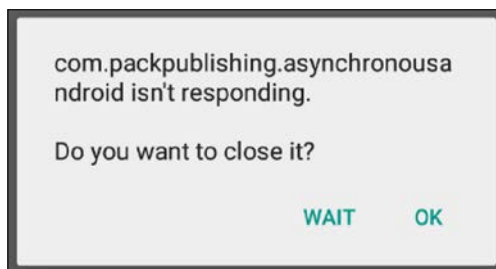 com.packpublishing.asynchronousa
ndroid isn't responding.
Do you want to close it?
WAIT OK